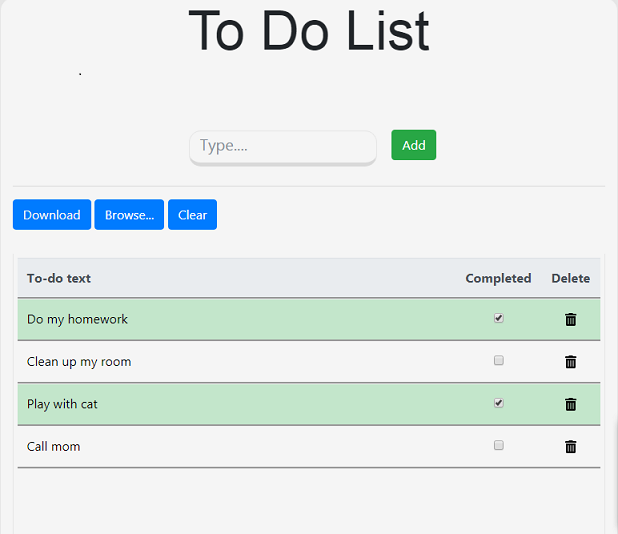 To Do List
.
Type....
Add
Download Browse... Clear
To-do text Completed Delete
Do my homework
Clean up my room
Play with cat
Call mom